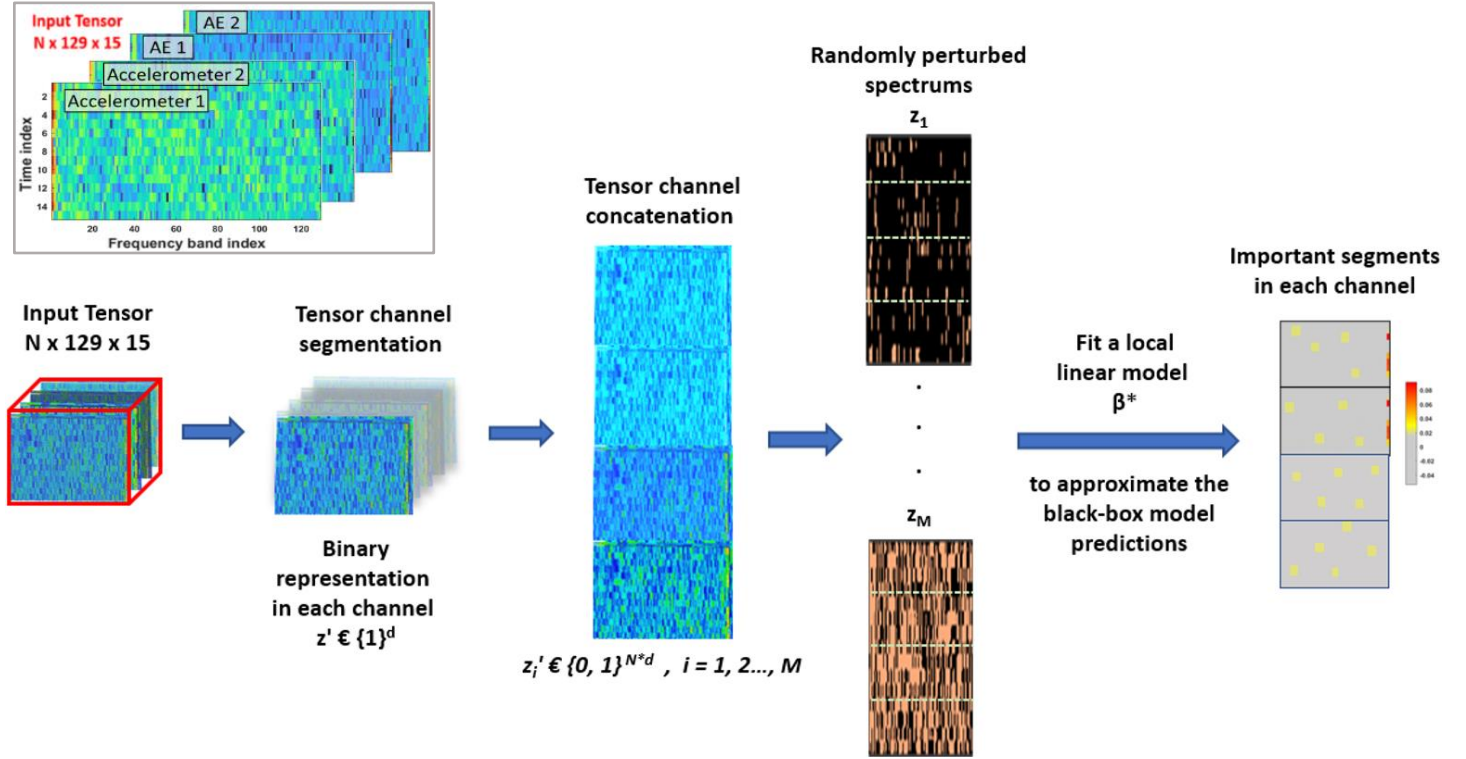 Input Tensor
N x 129 x 15
AE 2
AE 1
Accelerometer 2
Accelerometer 1
Time index
2
4
6
8
10
12
14
20
40
60
80
100
120
Frequency band index
Input Tensor
N x 129 x 15
Tensor channel
segmentation
Binary
representation
in each channel
z' € {1}ᵈ
Tensor channel
concatenation
zᵢ' € {0, 1}ᴺ*ᵈ , i = 1, 2…, M
Randomly perturbed
spectrums
z₁
.
.
.
z_M
Fit a local
linear model
β*
to approximate the
black-box model
predictions
Important segments
in each channel
0.08
0.06
0.04
0.02
0
-0.02
-0.04